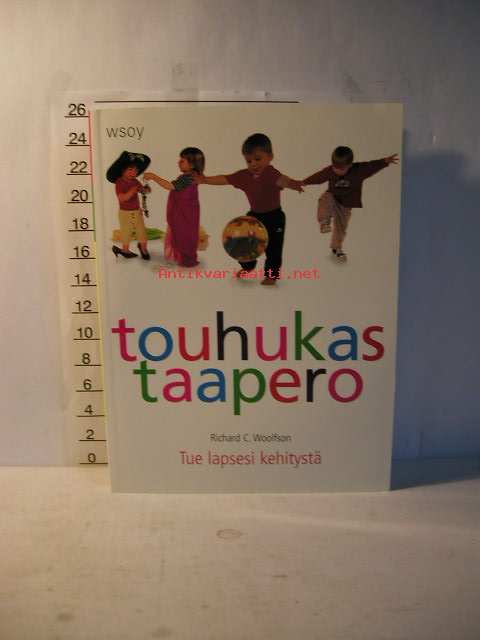 wsoy
Antikvariaatti.net
touhukas
taapero
Richard C. Woolfson
Tue lapsesi kehitystä
26
24
22
20
18
16
14
12
10
8
6
4
2
0